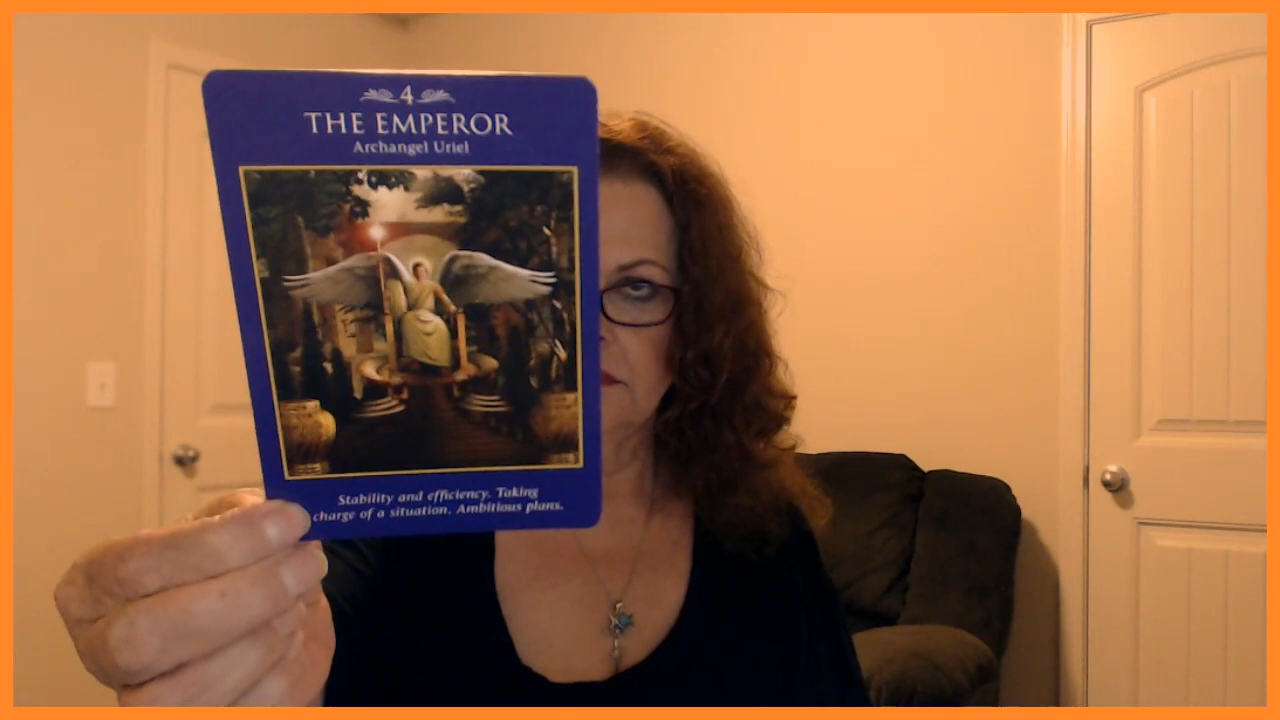 4
THE EMPEROR
Archangel Uriel
Stability and efficiency. Taking
charge of a situation. Ambitious plans.